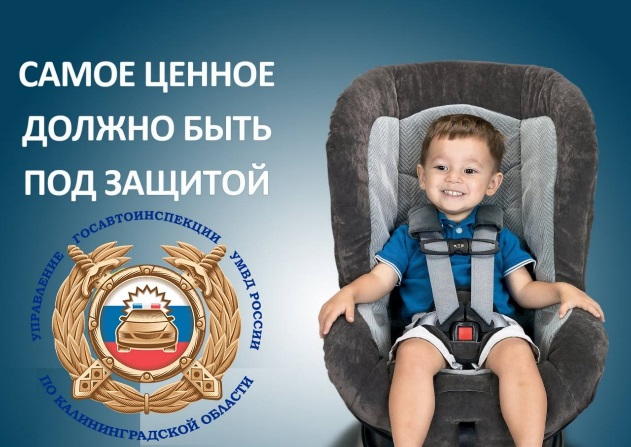 САМОЕ ЦЕННОЕ
ДОЛЖНО БЫТЬ
ПОД ЗАЩИТОЙ
УПРАВЛЕНИЕ ГОСАВТОИНСПЕКЦИИ УМВД РОССИИ
ПО КАЛИНИНГРАДСКОЙ ОБЛАСТИ